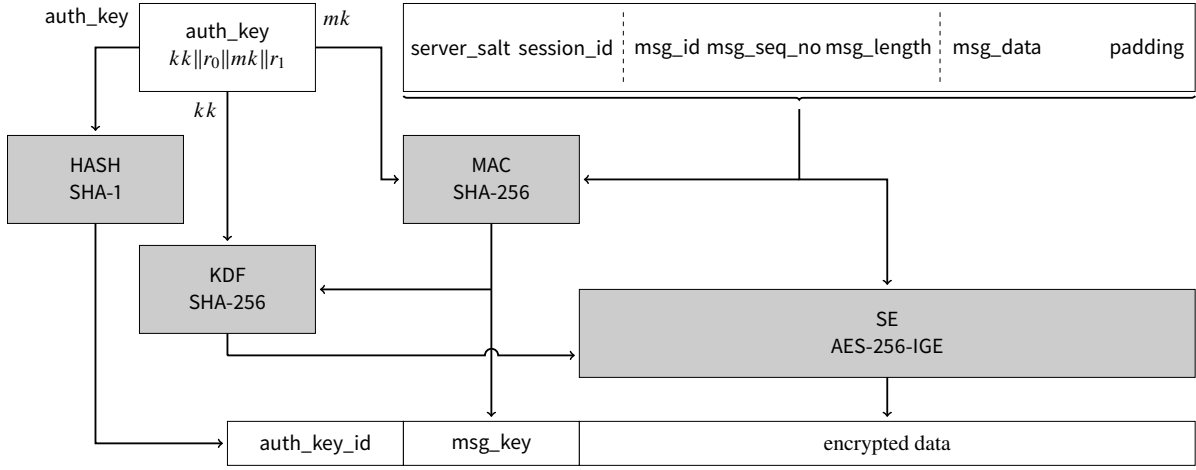 auth_key
auth_key
kk||r₀||mk||r₁
mk
server_salt session_id msg_id msg_seq_no msg_length msg_data padding
kk
HASH
SHA-1
MAC
SHA-256
KDF
SHA-256
SE
AES-256-IGE
auth_key_id msg_key encrypted data